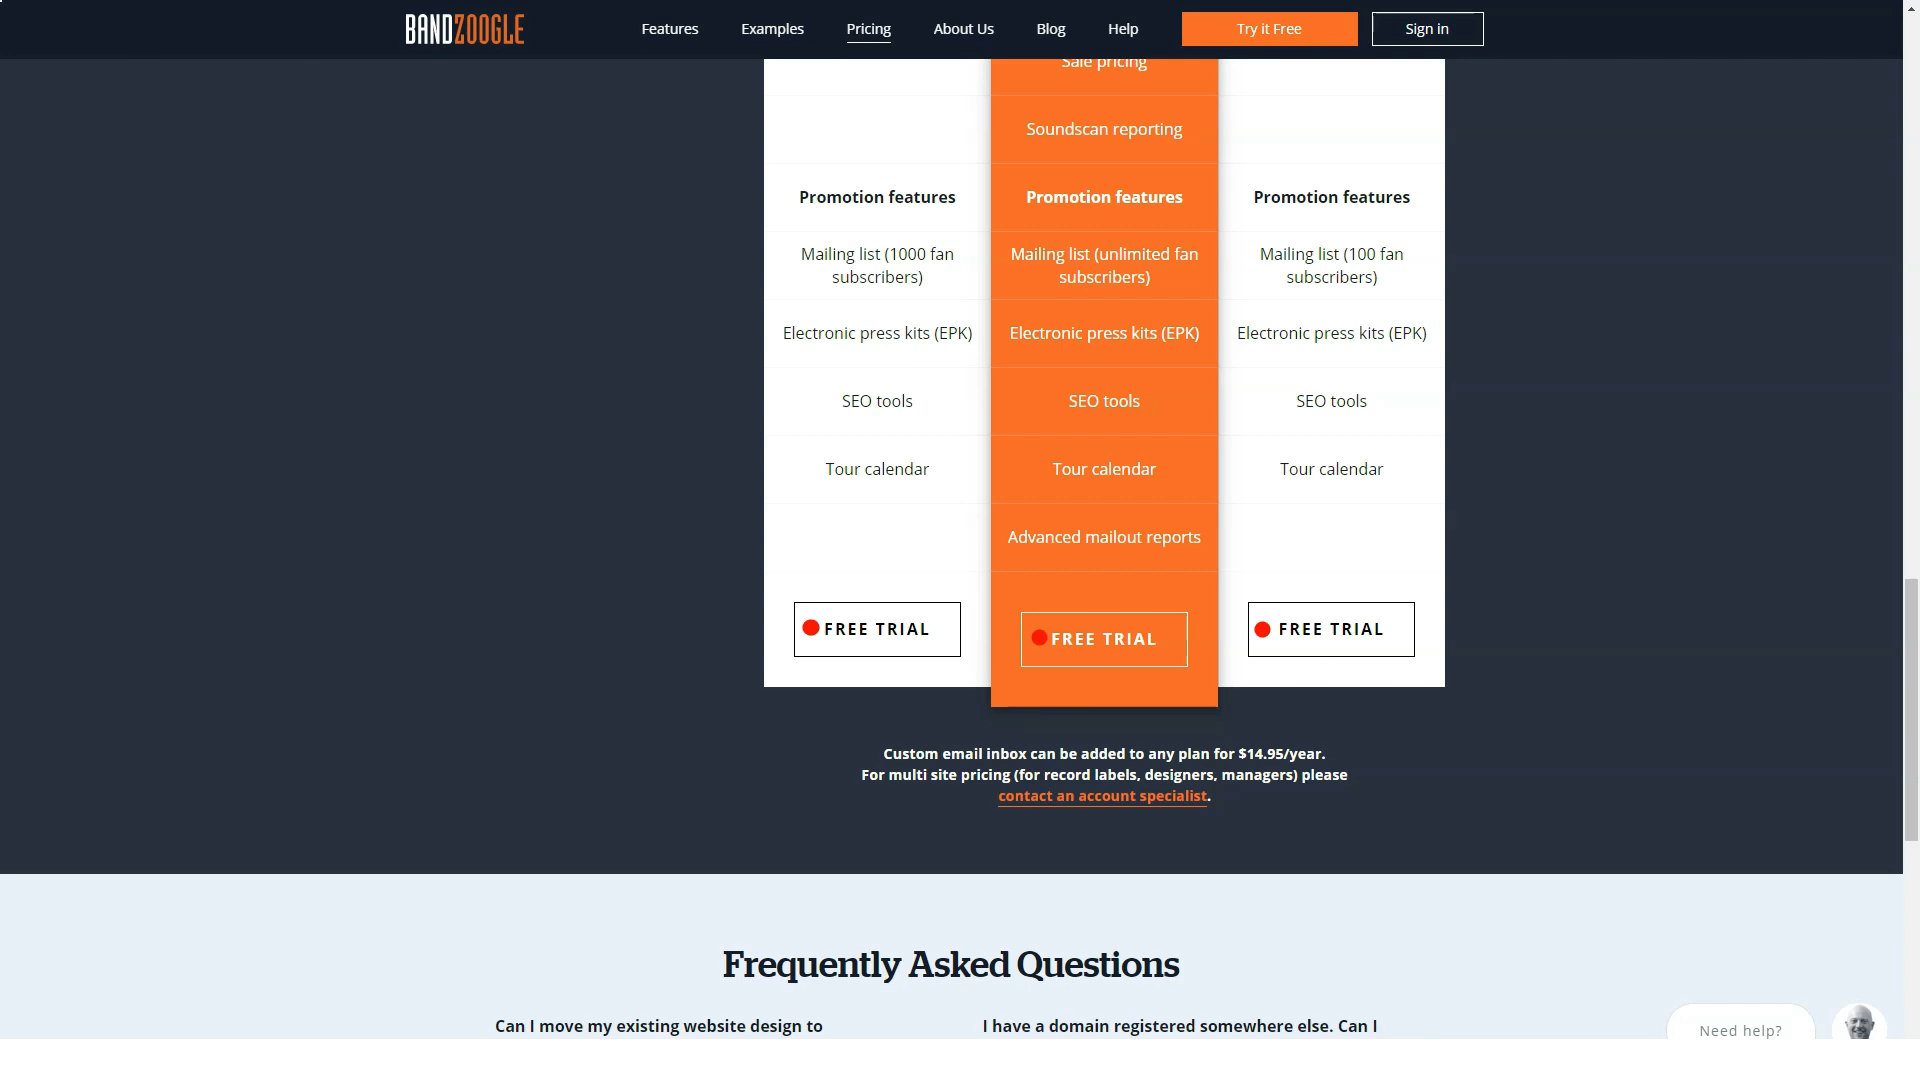 BANDZOOGLE
Features
Examples
Pricing
About Us
Blog
Help
Try it Free
Sign in
Sale pricing
Soundscan reporting
Promotion features
Promotion features
Promotion features
Mailing list (1000 fan
subscribers)
Mailing list (unlimited fan
subscribers)
Mailing list (100 fan
subscribers)
Electronic press kits (EPK)
Electronic press kits (EPK)
Electronic press kits (EPK)
SEO tools
SEO tools
SEO tools
Tour calendar
Tour calendar
Tour calendar
Advanced mailout reports
FREE TRIAL
FREE TRIAL
FREE TRIAL
Custom email inbox can be added to any plan for $14.95/year.
For multi site pricing (for record labels, designers, managers) please
contact an account specialist.
Frequently Asked Questions
Can I move my existing website design to
I have a domain registered somewhere else. Can I
Need help?